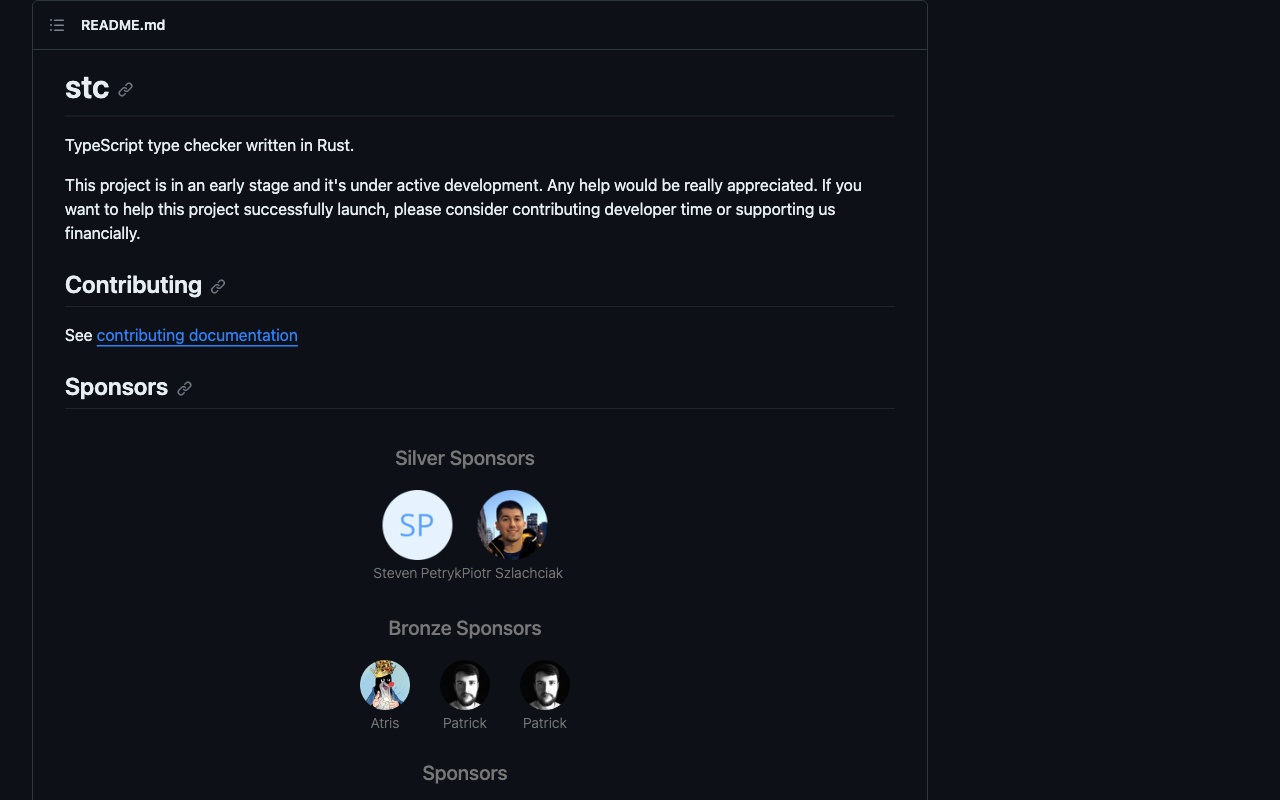 README.md
stc
TypeScript type checker written in Rust.
This project is in an early stage and it's under active development. Any help would be really appreciated. If you
want to help this project successfully launch, please consider contributing developer time or supporting us
financially.
Contributing
See contributing documentation
Sponsors
Silver Sponsors
SP
Steven Petryk Piotr Szlachciak
Bronze Sponsors
Atris Patrick Patrick
Sponsors